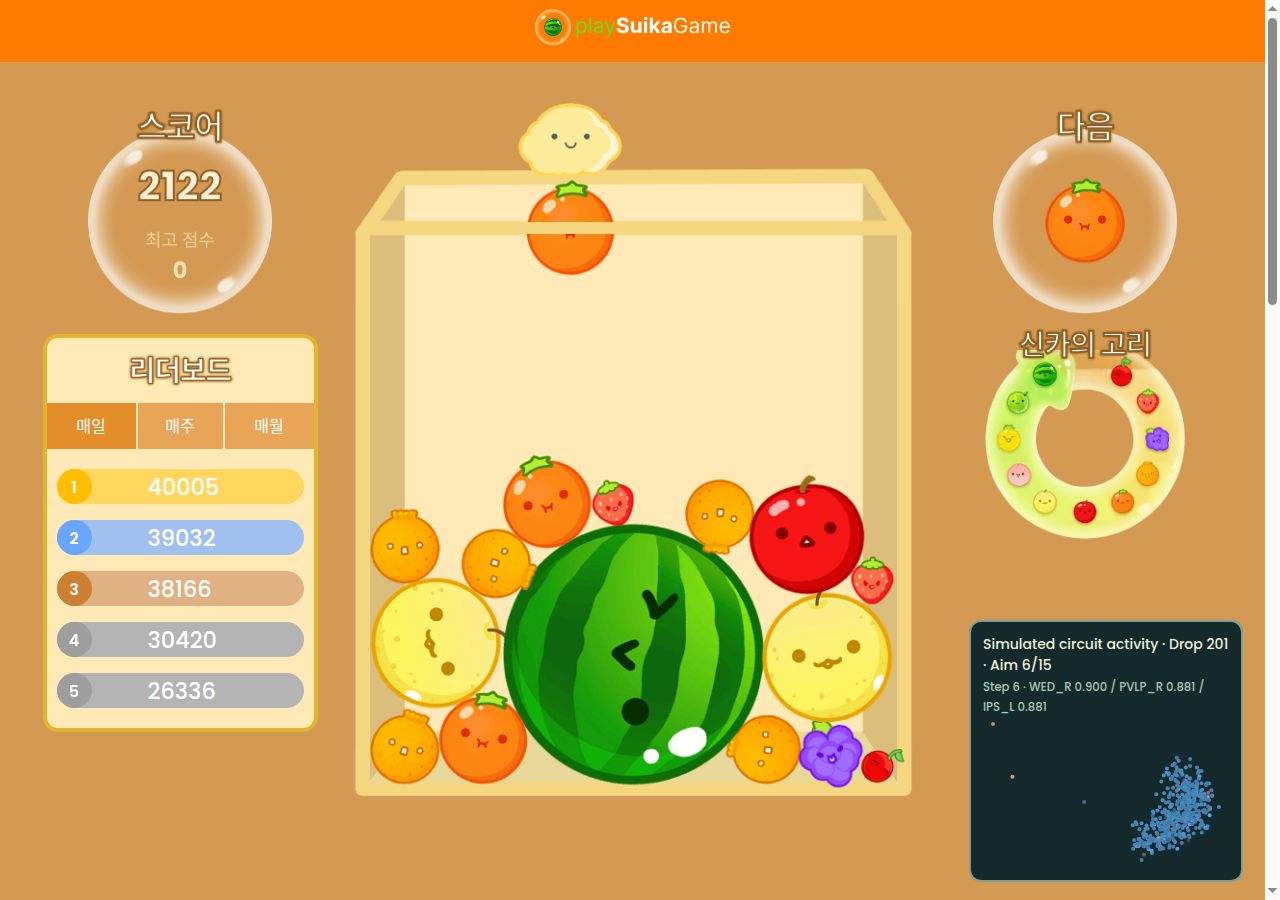 playSuikaGame
스코어
2122
최고 점수
0
다음
리더보드
매일 매주 매월
1 40005
2 39032
3 38166
4 30420
5 26336
신카의 고리
Simulated circuit activity · Drop 201
· Aim 6/15
Step 6 · WED_R 0.900 / PVLP_R 0.881 /
IPS_L 0.881